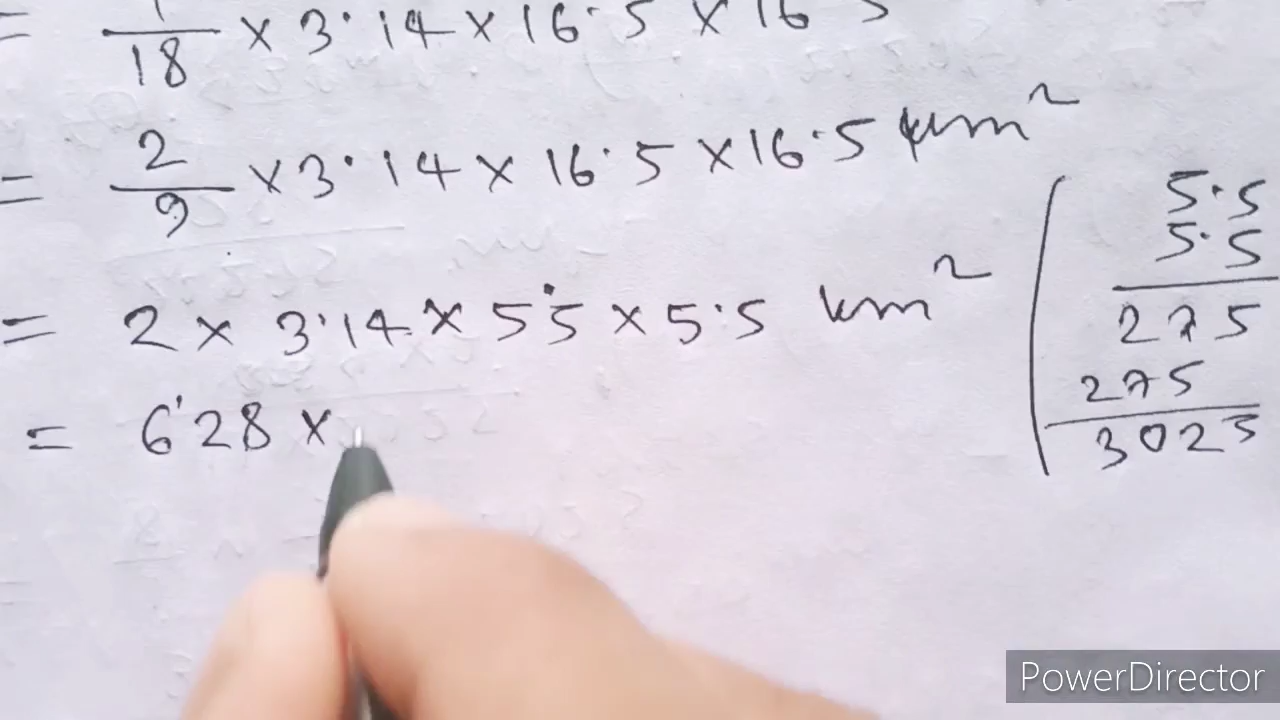 = 1/18 × 3.14 × 16.5 × 16.5
= 2/9 × 3.14 × 16.5 × 16.5 km²
= 2 × 3.14 × 5.5 × 5.5 km²
= 6.28 ×
5.5
5.5
275
275
3025
PowerDirector